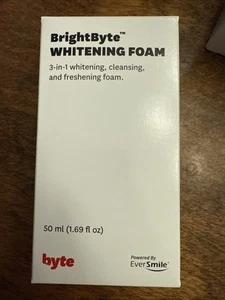 BrightByte™
WHITENING FOAM
3-in-1 whitening, cleansing,
and freshening foam.
50 ml (1.69 fl oz)
byte
Powered By
EverSmile®